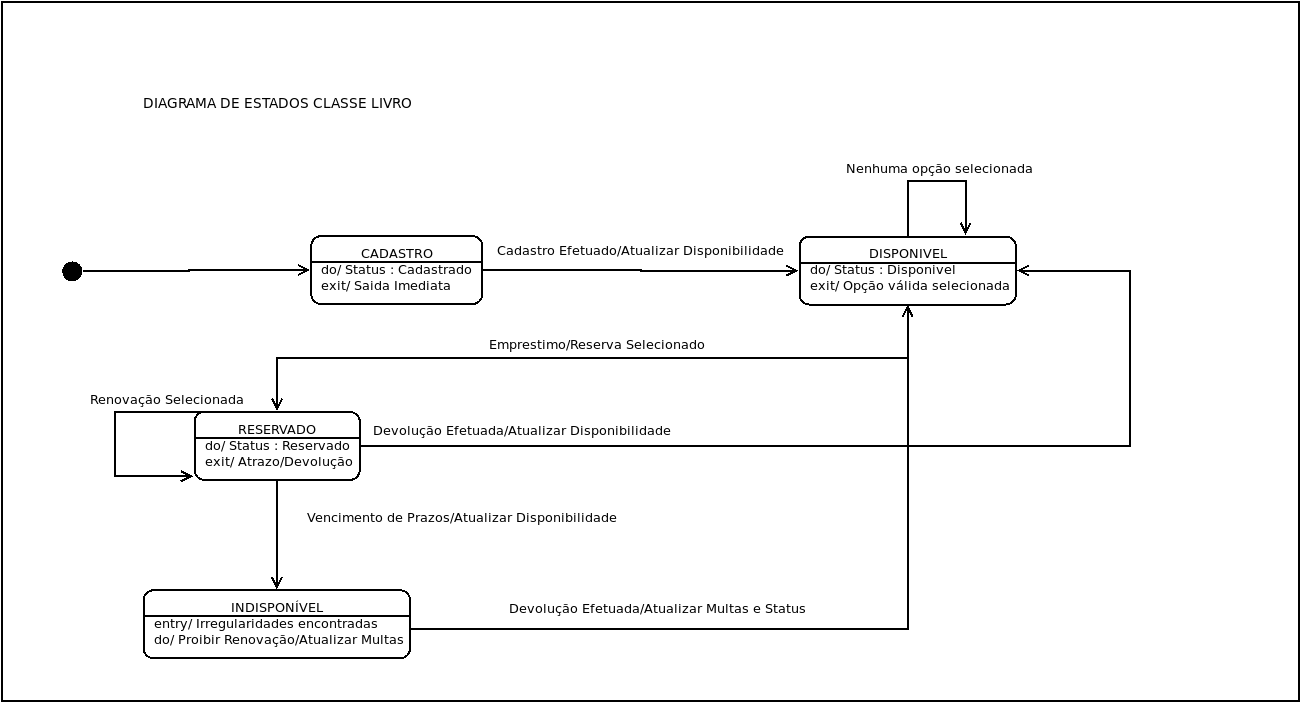 DIAGRAMA DE ESTADOS CLASSE LIVRO
Nenhuma opção selecionada
CADASTRO
do/ Status : Cadastrado
exit/ Saida Imediata
Cadastro Efetuado/Atualizar Disponibilidade
DISPONIVEL
do/ Status : Disponivel
exit/ Opção válida selecionada
Emprestimo/Reserva Selecionado
Renovação Selecionada
RESERVADO
do/ Status : Reservado
exit/ Atrazo/Devolução
Devolução Efetuada/Atualizar Disponibilidade
Vencimento de Prazos/Atualizar Disponibilidade
INDISPONÍVEL
entry/ Irregularidades encontradas
do/ Proibir Renovação/Atualizar Multas
Devolução Efetuada/Atualizar Multas e Status